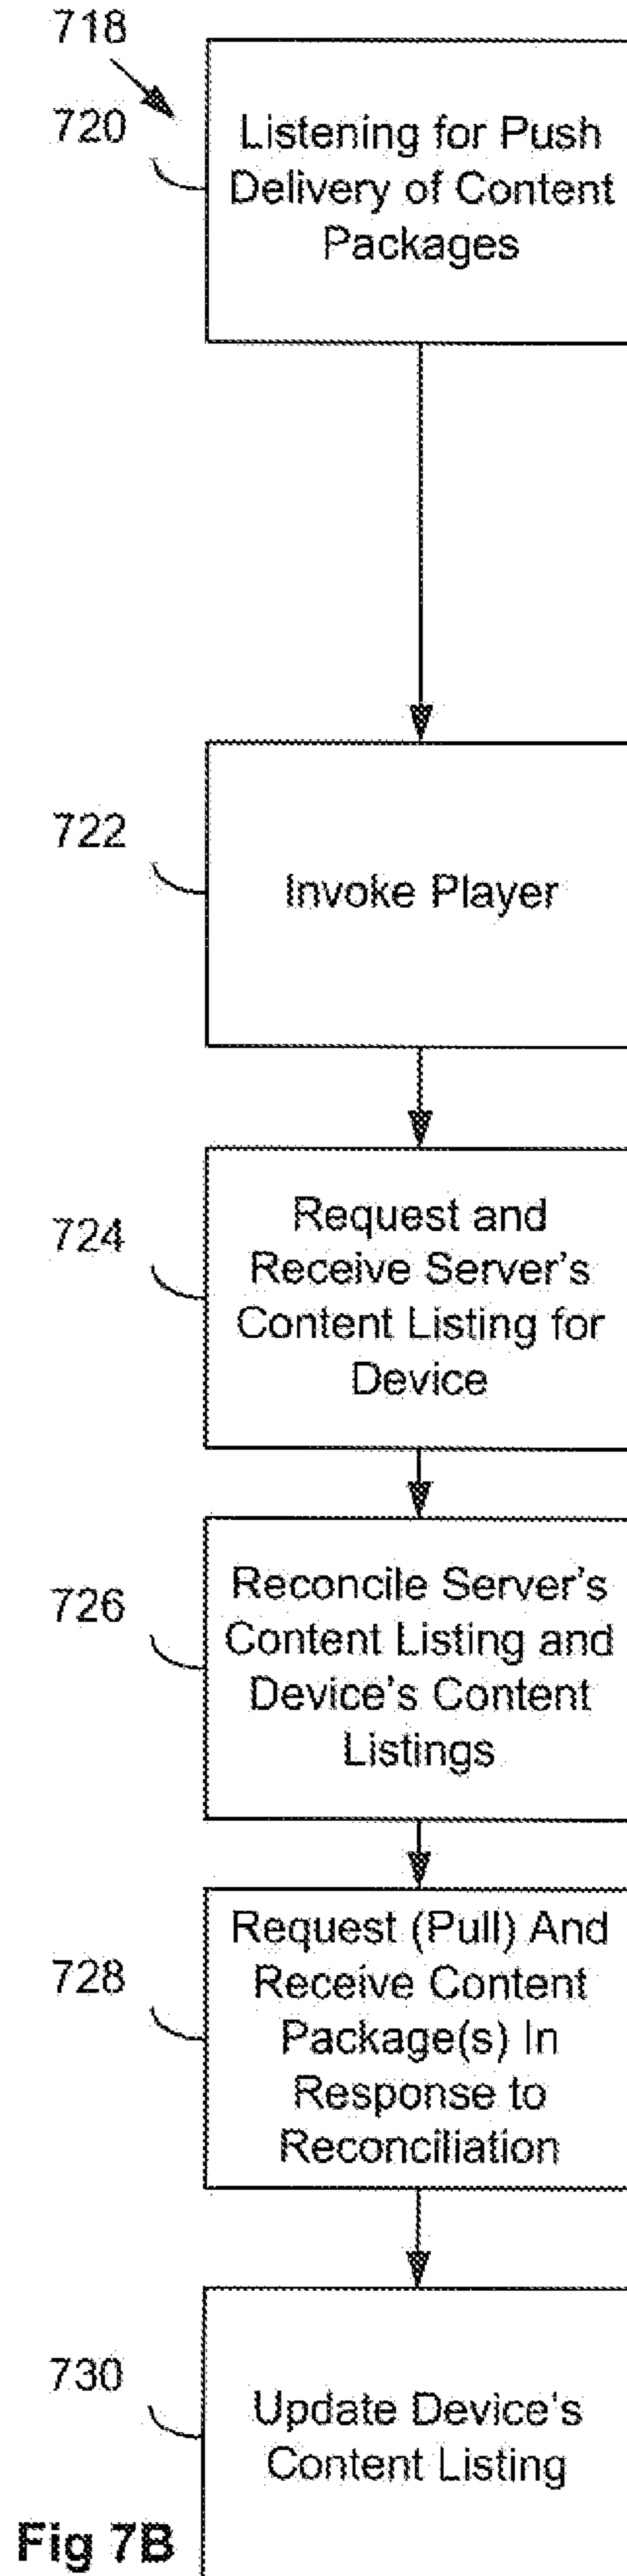 718
720
Listening for Push
Delivery of Content
Packages
722
Invoke Player
724
Request and
Receive Server's
Content Listing for
Device
726
Reconcile Server's
Content Listing and
Device's Content
Listings
728
Request (Pull) And
Receive Content
Package(s) In
Response to
Reconciliation
730
Update Device's
Content Listing
Fig 7B